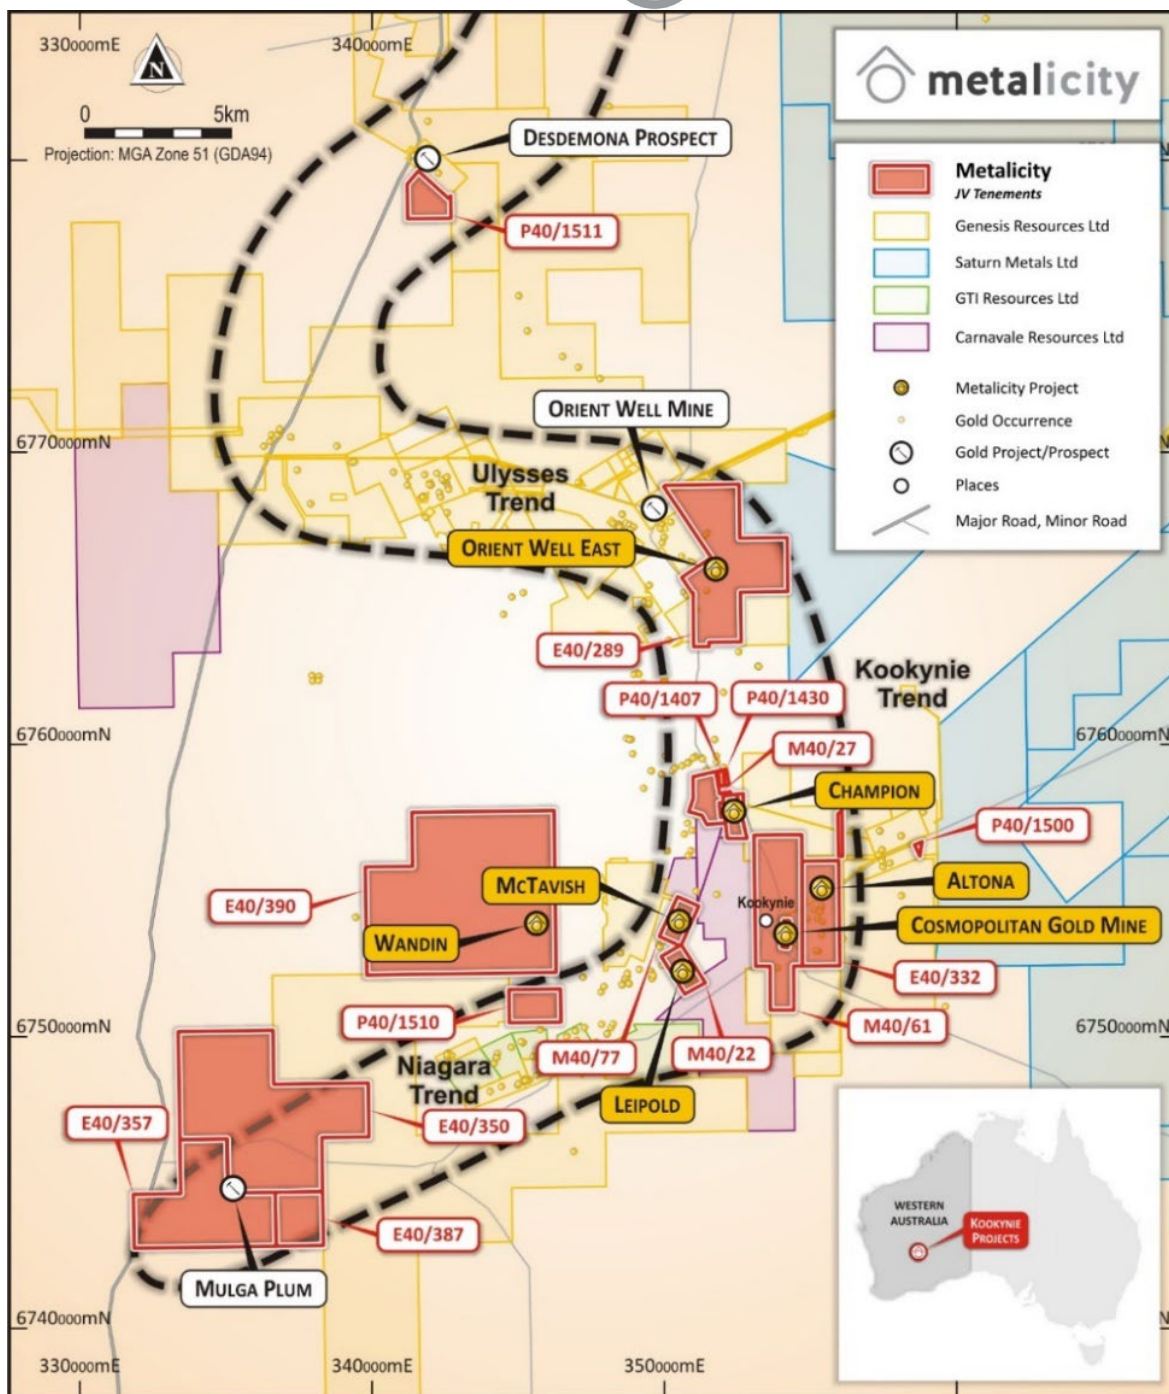 330000mE
340000mE
N
0 5km
Projection: MGA Zone 51 (GDA94)
metalicity
Metalicity
JV Tenements
Genesis Resources Ltd
Saturn Metals Ltd
GTI Resources Ltd
Carnavale Resources Ltd
Metalicity Project
Gold Occurrence
Gold Project/Prospect
Places
Major Road, Minor Road
DESDEMONA PROSPECT
P40/1511
ORIENT WELL MINE
6770000mN
Ulysses
Trend
ORIENT WELL EAST
E40/289
P40/1407
P40/1430
Kookynie
Trend
6760000mN
6760000mN
M40/27
CHAMPION
P40/1500
MCTAVISH
ALTONA
E40/390
Kookynie
COSMOPOLITAN GOLD MINE
WANDIN
E40/332
P40/1510
M40/61
6750000mN
6750000mN
M40/77
M40/22
Niagara
Trend
LEIPOLD
E40/357
E40/350
E40/387
MULGA PLUM
WESTERN
AUSTRALIA
KOOKYNIE
PROJECTS
6740000mN
330000mE
340000mE
350000mE